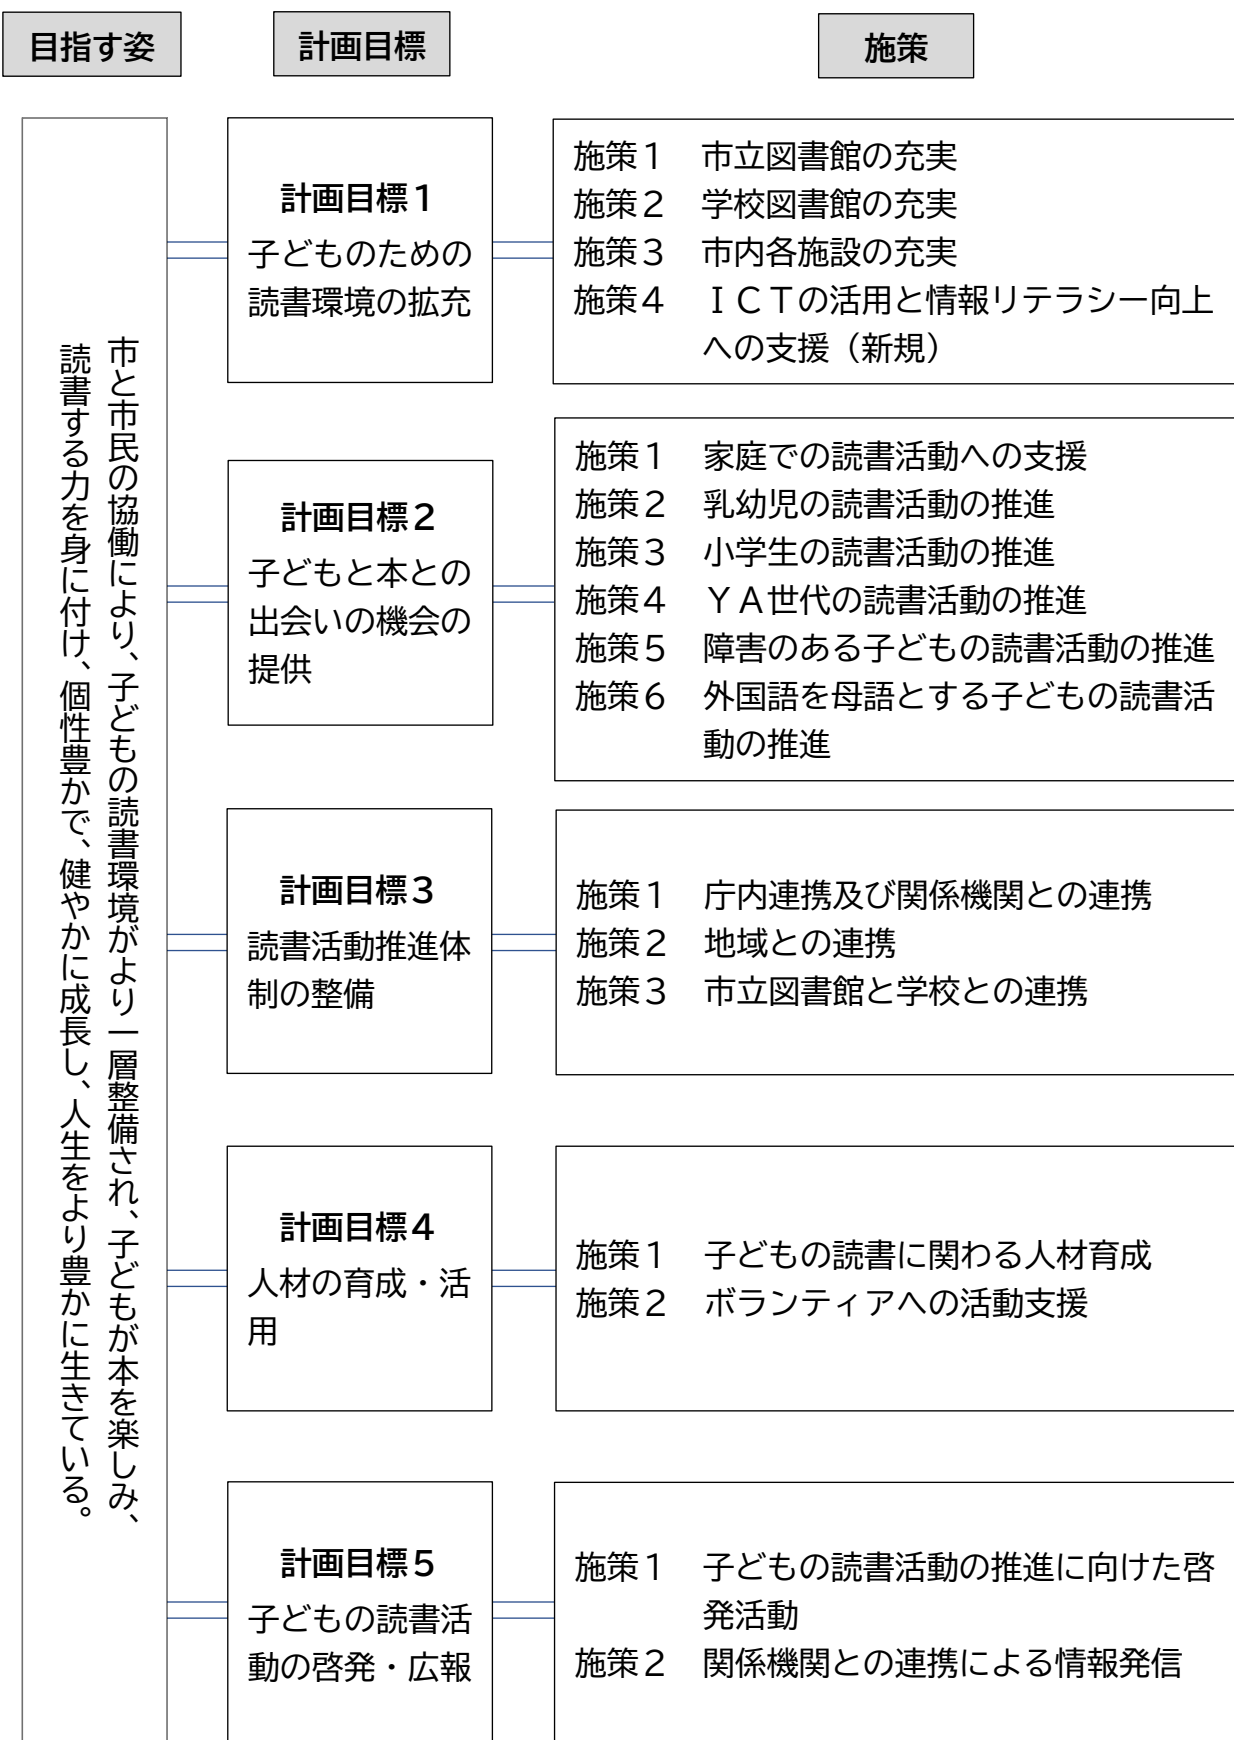 目指す姿
計画目標
施策
市と市民の協働により、子どもの読書環境がより一層整備され、子どもが本を楽しみ、
読書する力を身に付け、個性豊かで、健やかに成長し、人生をより豊かに生きている。
計画目標１
子どものための
読書環境の拡充
施策１　市立図書館の充実
施策２　学校図書館の充実
施策３　市内各施設の充実
施策４　ＩＣＴの活用と情報リテラシー向上
への支援（新規）
計画目標２
子どもと本との
出会いの機会の
提供
施策１　家庭での読書活動への支援
施策２　乳幼児の読書活動の推進
施策３　小学生の読書活動の推進
施策４　ＹＡ世代の読書活動の推進
施策５　障害のある子どもの読書活動の推進
施策６　外国語を母語とする子どもの読書活
動の推進
計画目標３
読書活動推進体
制の整備
施策１　庁内連携及び関係機関との連携
施策２　地域との連携
施策３　市立図書館と学校との連携
計画目標４
人材の育成・活
用
施策１　子どもの読書に関わる人材育成
施策２　ボランティアへの活動支援
計画目標５
子どもの読書活
動の啓発・広報
施策１　子どもの読書活動の推進に向けた啓
発活動
施策２　関係機関との連携による情報発信